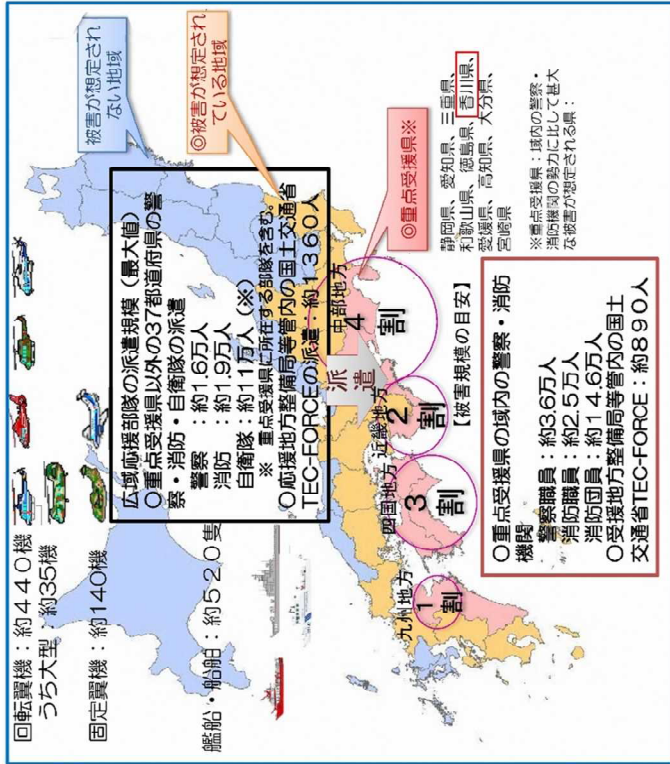 回転翼機：約４４０機
うち大型：約35機
固定翼機：約140機
艦船・船舶：約５２０隻
広域応援部隊の派遣規模（最大値）
〇重点受援県以外の37都道府県の警
察・消防・自衛隊の派遣
警察　：約1.6万人
消防　：約1.9万人
自衛隊：約11万人（※）
※ 重点受援県に所在する部隊を含む。
〇応援地方整備局等管内の国土交通省
TEC-FORCEの派遣：約1360人
被害が想定され
ない地域
◎被害が想定され
ている地域
◎重点受援県※
派遣
九州地方
1
割
四国地方
3
割
近畿地方
2
割
中部地方
4
割
【被害規模の目安】
静岡県、愛知県、三重県、
和歌山県、徳島県、香川県、
愛媛県、高知県、大分県、
宮崎県
※重点受援県：域内の警察・
消防機関の勢力に比して甚大
な被害が想定される県：
〇重点受援県の域内の警察・消防
機関
警察職員：約3.6万人
消防職員：約2.5万人
消防団員：約１４.6万人
〇受援地方整備局等管内の国土
交通省TEC-FORCE：約８９０人